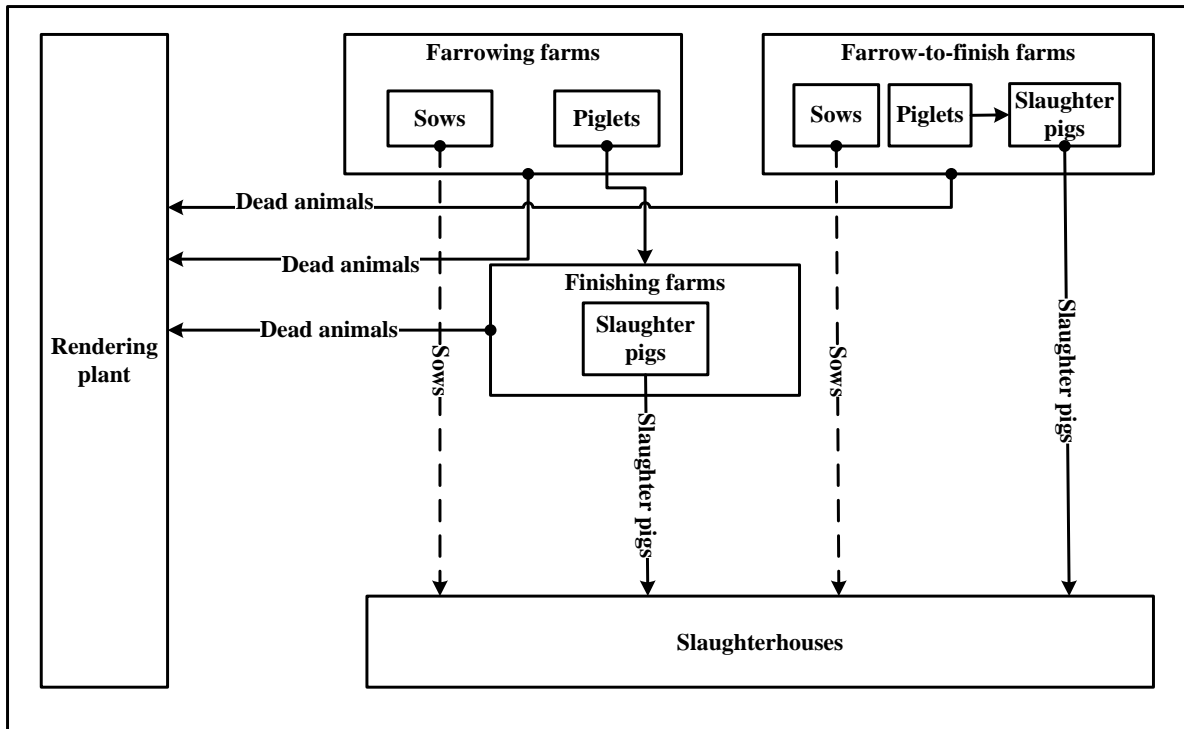 Farrowing farms
Farrow-to-finish farms
Sows
Piglets
Sows
Piglets
Slaughter
pigs
Dead animals
Dead animals
Finishing farms
Dead animals
Slaughter
pigs
Rendering
plant
Sows
Slaughter pigs
Sows
Slaughter pigs
Slaughterhouses